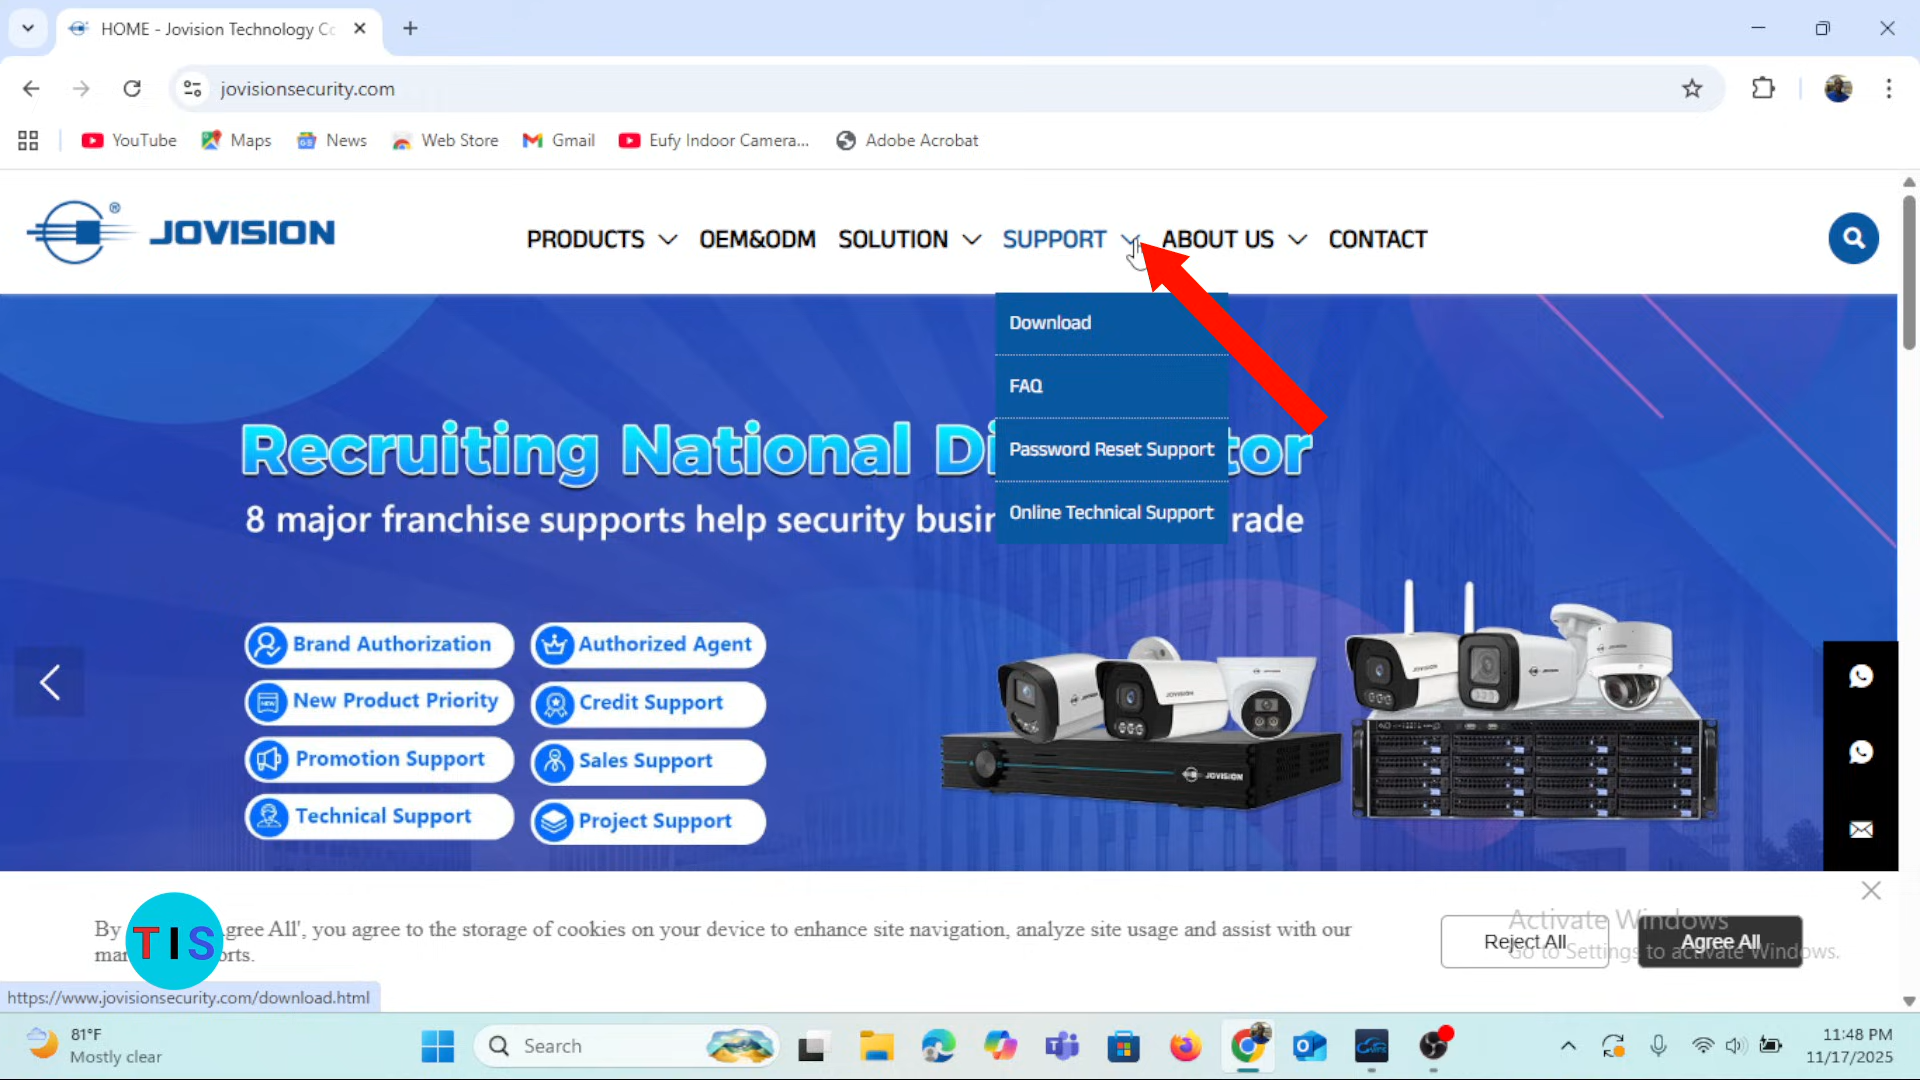 HOME - Jovision Technology Co
jovisionsecurity.com
YouTube
Maps
News
Web Store
Gmail
Eufy Indoor Camera...
Adobe Acrobat
JOVISION
®
PRODUCTS
OEM&ODM
SOLUTION
SUPPORT
ABOUT US
CONTACT
Download
FAQ
Password Reset Support
Online Technical Support
Recruiting National Di tor
8 major franchise supports help security busin rade
Brand Authorization
Authorized Agent
New Product Priority
Credit Support
Promotion Support
Sales Support
Technical Support
Project Support
JOVISION
JOVISION
By gree All', you agree to the storage of cookies on your device to enhance site navigation, analyze site usage and assist with our
mar orts.
TIS
Reject All
Agree All
Activate Windows
Go to Settings to activate Windows.
https://www.jovisionsecurity.com/download.html
81°F
Mostly clear
Search
11:48 PM
11/17/2025